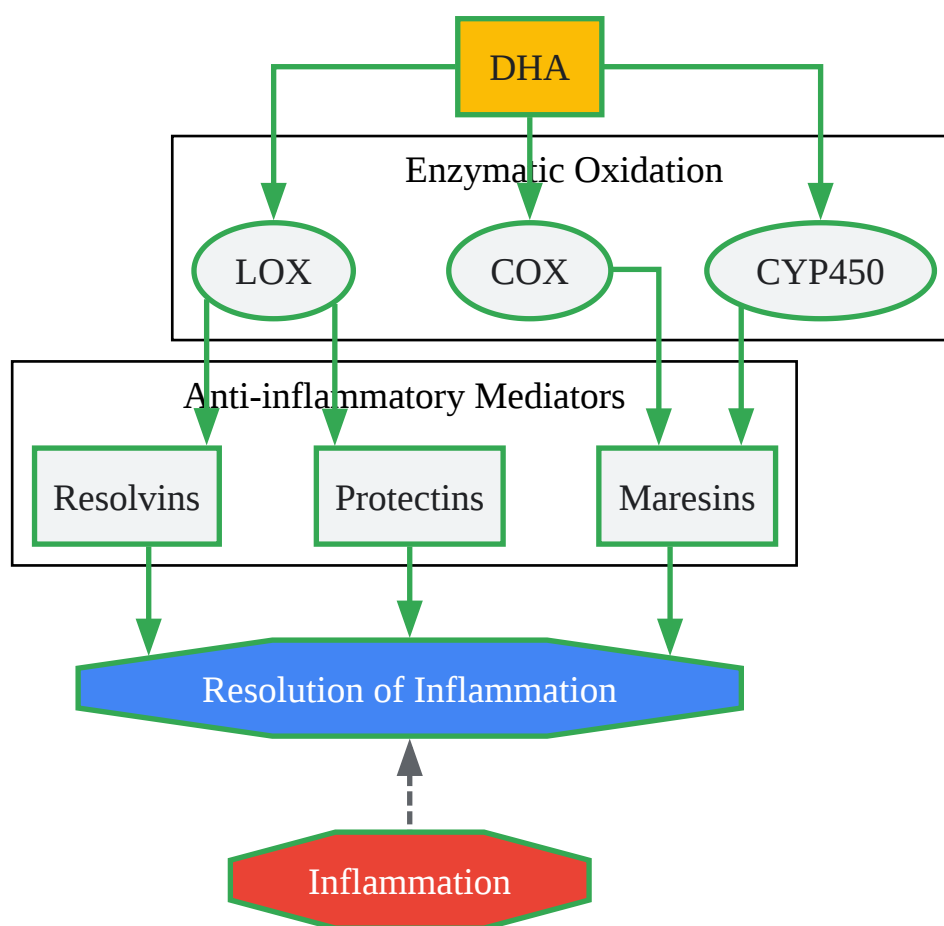 DHA
Enzymatic Oxidation
LOX
COX
CYP450
Anti-inflammatory Mediators
Resolvins
Protectins
Maresins
Resolution of Inflammation
Inflammation